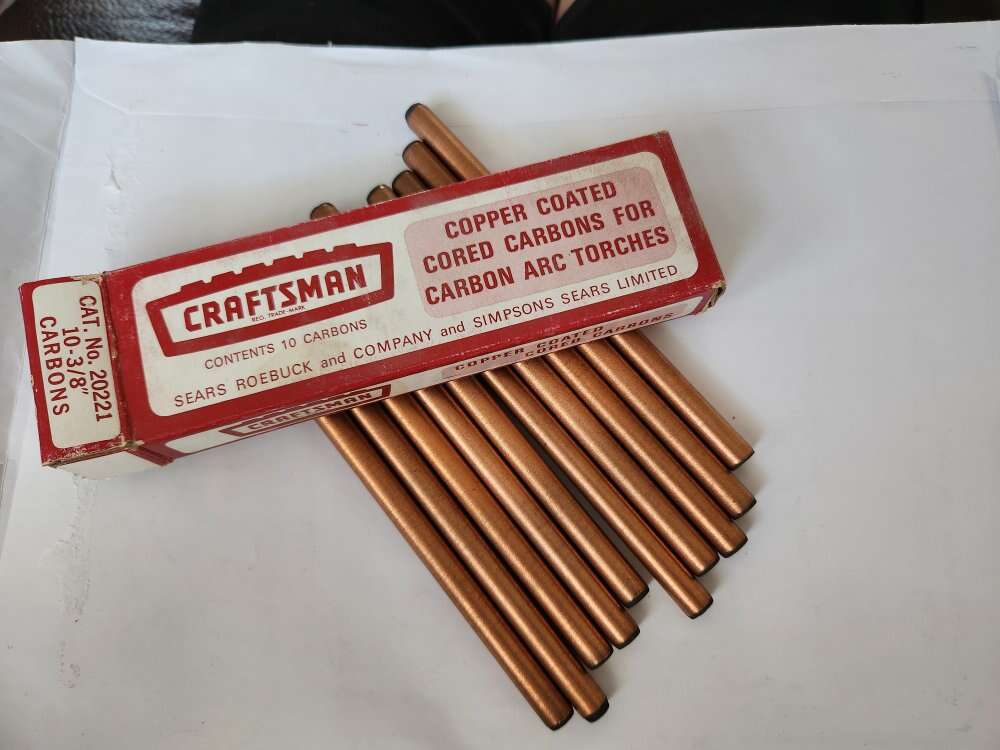 CRAFTSMAN
REG. TRADE-MARK
CONTENTS 10 CARBONS
SEARS ROEBUCK and COMPANY and SIMPSONS SEARS LIMITED
COPPER COATED
CORED CARBONS FOR
CARBON ARC TORCHES
CAT. No. 20221
10-3/8"
CARBONS
CRAFTSMAN
COPPER COATED
CORED CARBONS